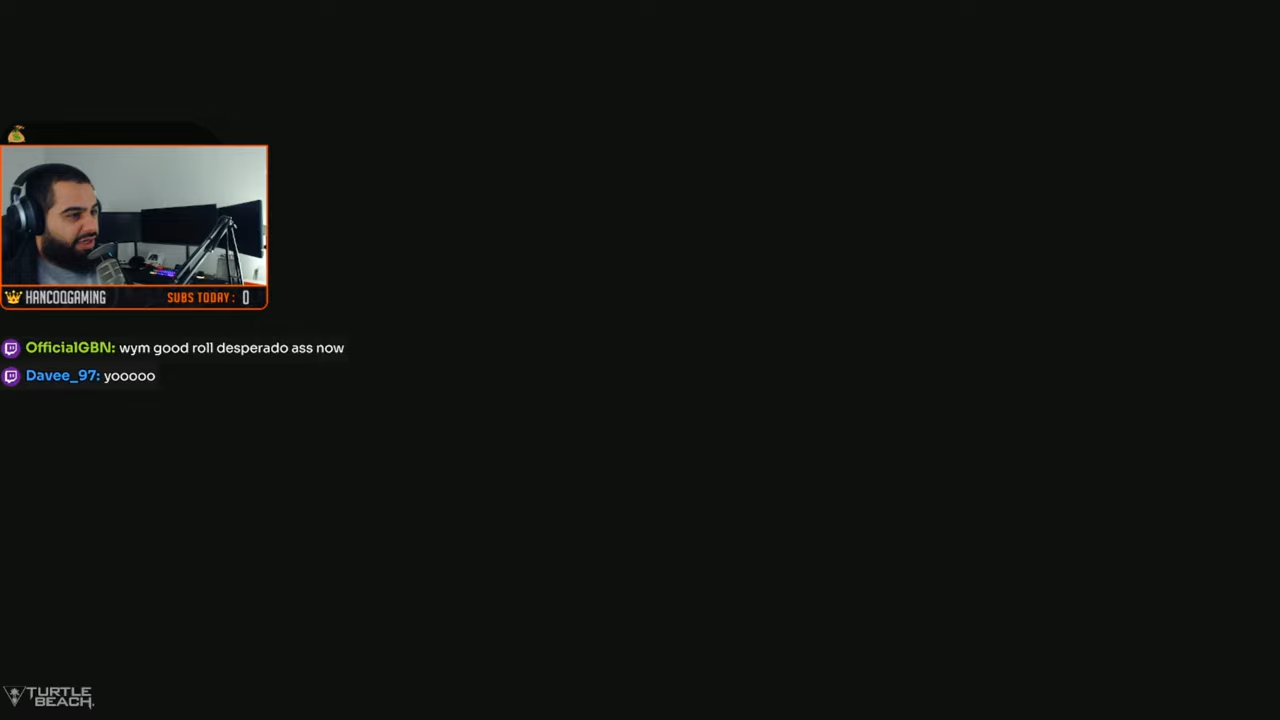 HANCOQGAMING SUBS TODAY: 0
OfficialGBN: wym good roll desperado ass now
Davee_97: yooooo
TURTLE
BEACH.